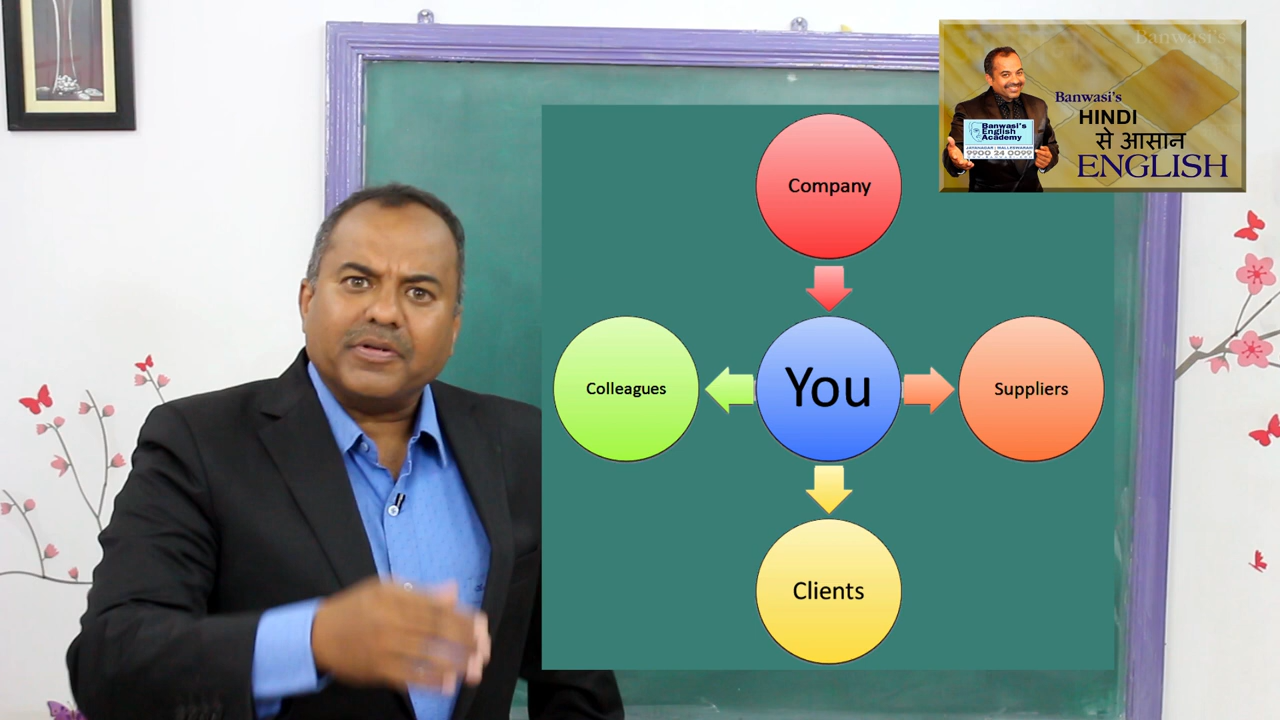 Company
Colleagues
You
Suppliers
Clients
Banwasi's
Banwasi's
HINDI
से आसान
ENGLISH
Banwasi's
English
Academy
9900 24 0099